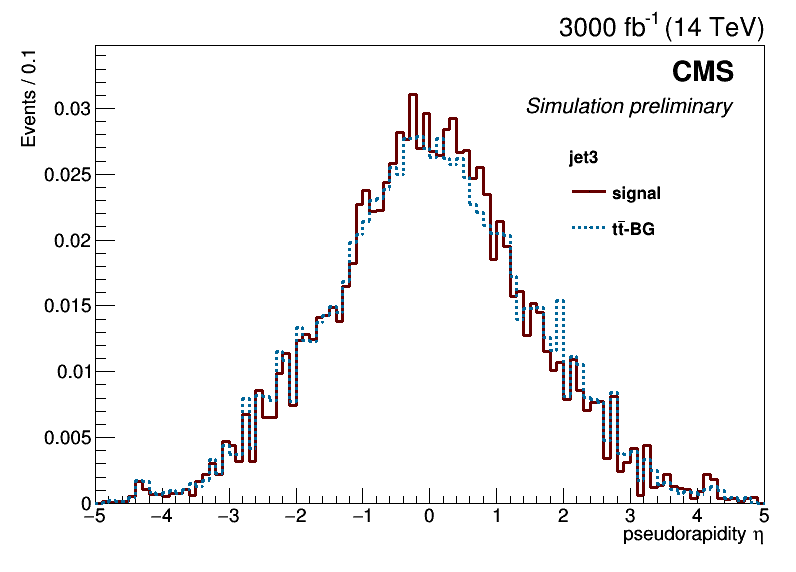 3000 fb⁻¹ (14 TeV)
Events / 0.1
CMS
Simulation preliminary
jet3
signal
tt̄-BG
0.03
0.025
0.02
0.015
0.01
0.005
0
−5 −4 −3 −2 −1 0 1 2 3 4 5
pseudorapidity η